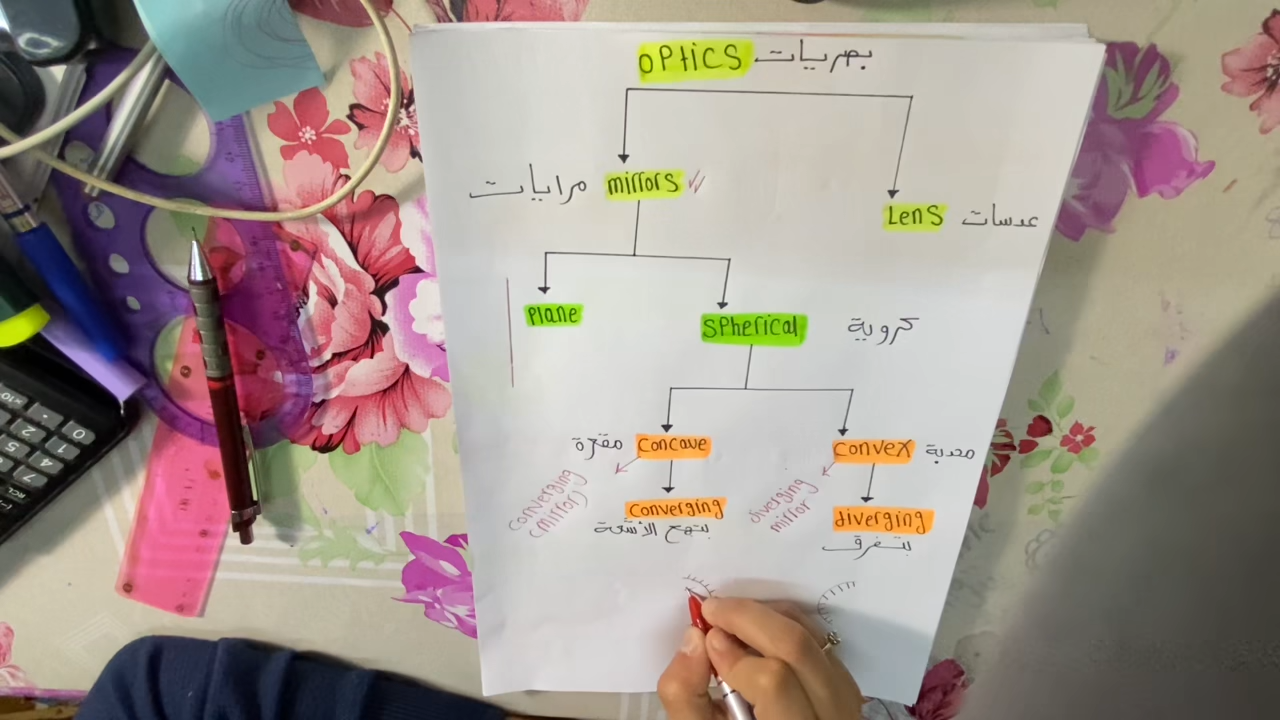 OPtiCS بصريات
مرايات mirrors
LenS عدسات
Plane
SPherical كروية
مقعرة Concave
ConveX محدبة
Converging mirror
diverging mirror
Converging
diverging
بتجمع الأشعة
بتفرق